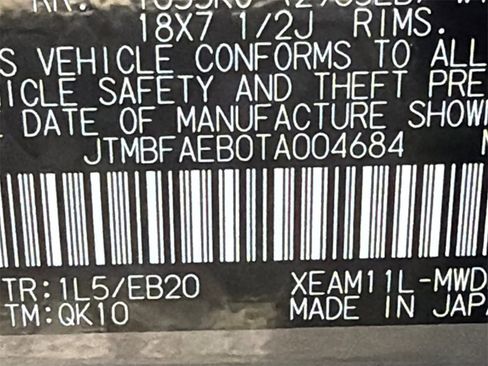 18X7 1/2J RIMS.
S VEHICLE CONFORMS TO ALL
ICLE SAFETY AND THEFT PRE
E DATE OF MANUFACTURE SHOW
JTMBFAEB0TA004684
TR:1L5/EB20 XEAM11L-MWD
TM:QK10 MADE IN JAP